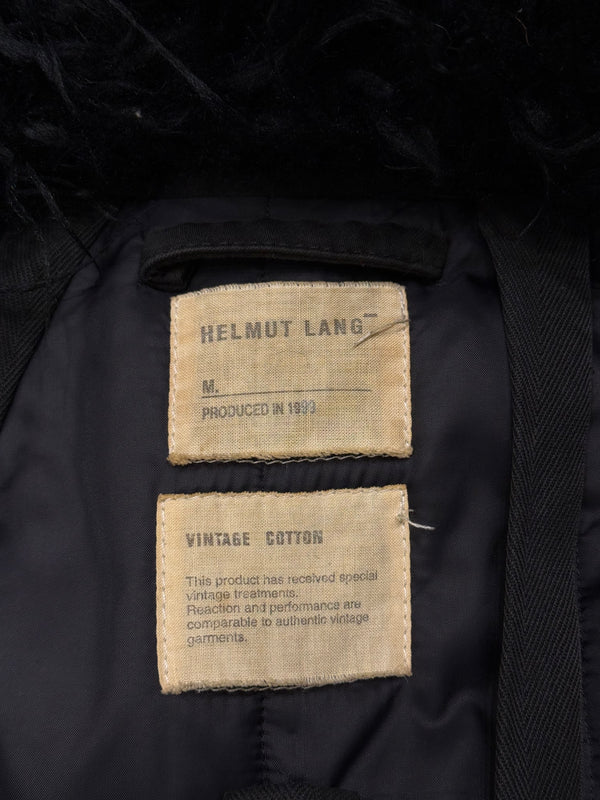 HELMUT LANG
M.
PRODUCED IN 1999
VINTAGE COTTON
This product has received special
vintage treatments.
Reaction and performance are
comparable to authentic vintage
garments.